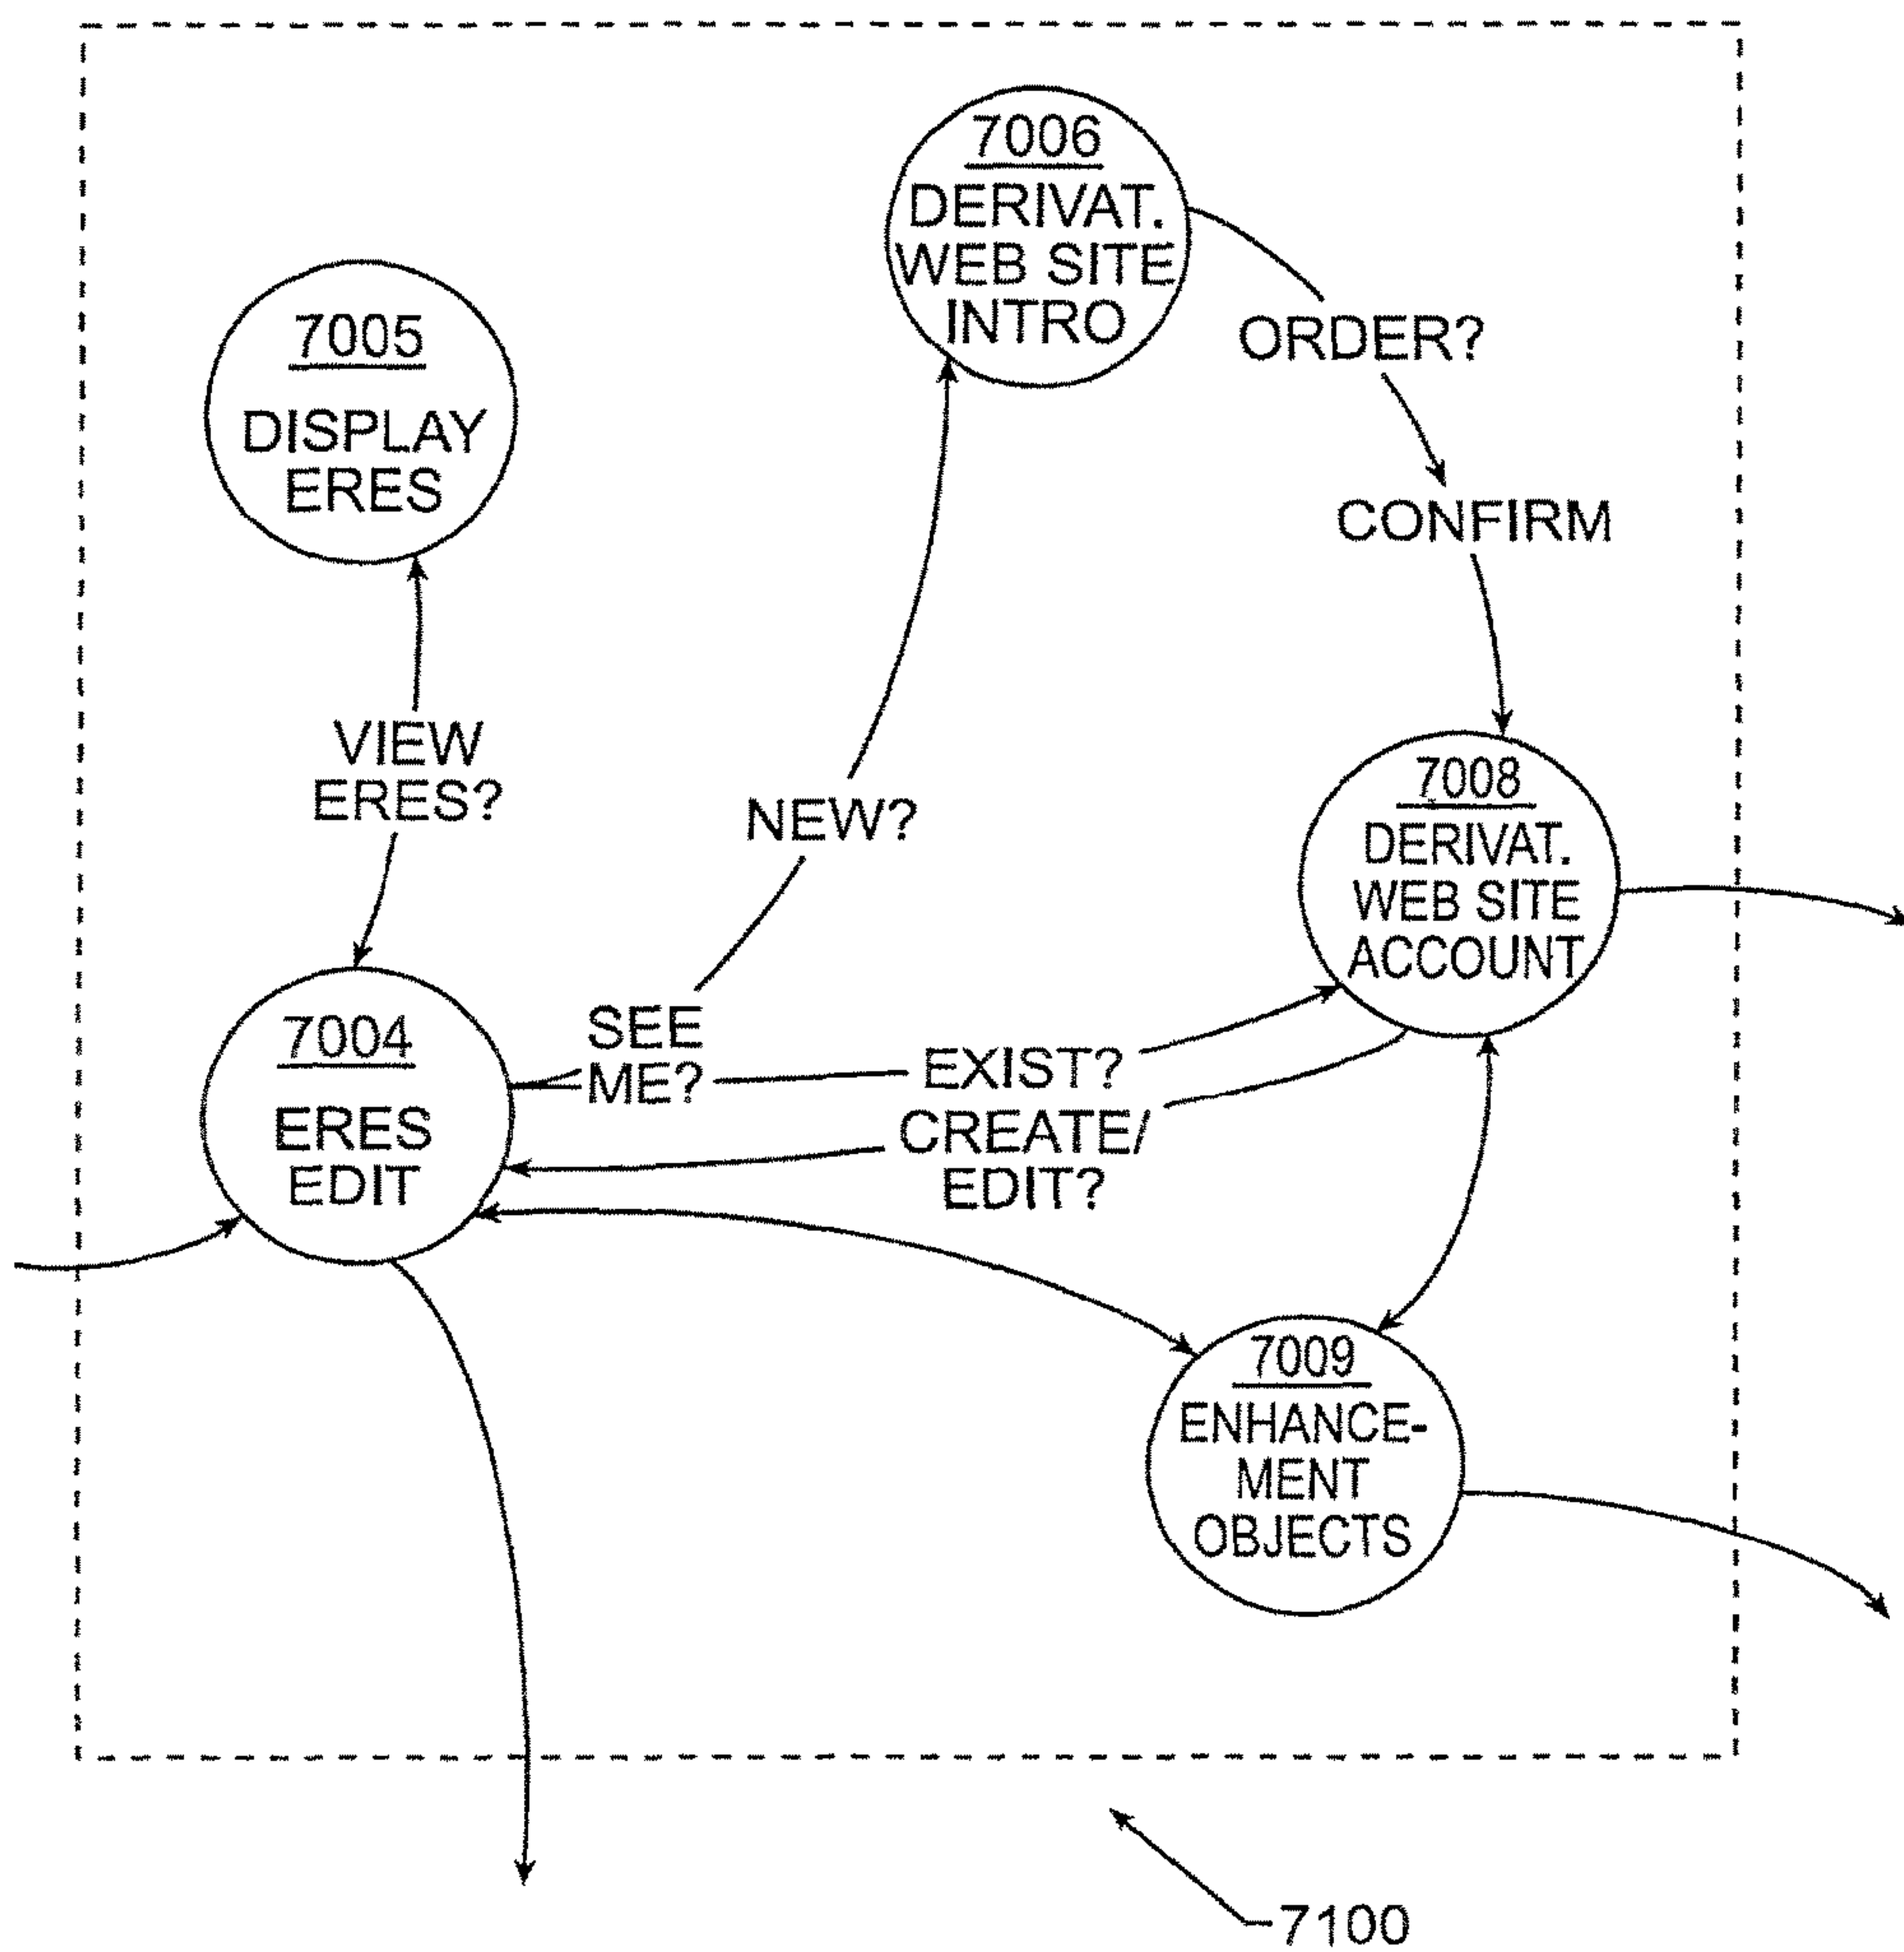 7006
DERIVAT.
WEB SITE
INTRO
7005
DISPLAY
ERES
ORDER?
CONFIRM
VIEW
ERES?
NEW?
7008
DERIVAT.
WEB SITE
ACCOUNT
7004
ERES
EDIT
SEE
ME?
EXIST?
CREATE/
EDIT?
7009
ENHANCE-
MENT
OBJECTS
7100